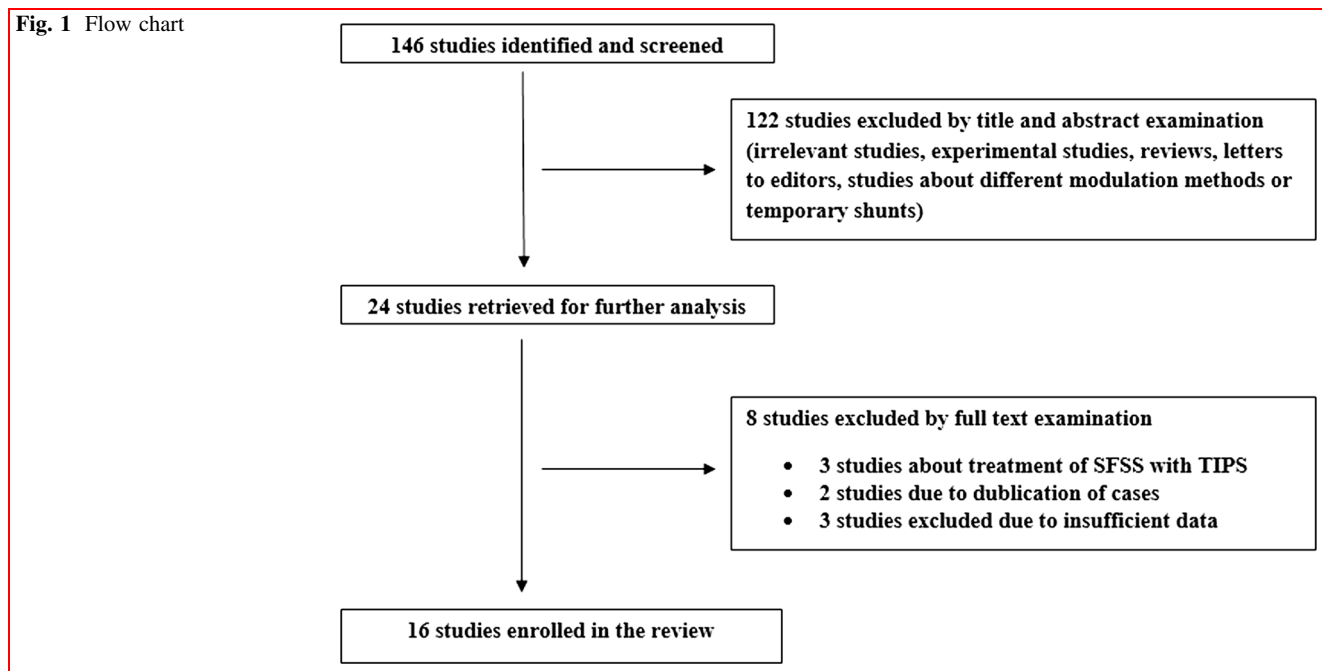 Fig. 1 Flow chart
146 studies identified and screened
122 studies excluded by title and abstract examination
(irrelevant studies, experimental studies, reviews, letters
to editors, studies about different modulation methods or
temporary shunts)
24 studies retrieved for further analysis
8 studies excluded by full text examination
• 3 studies about treatment of SFSS with TIPS
• 2 studies due to dublication of cases
• 3 studies excluded due to insufficient data
16 studies enrolled in the review